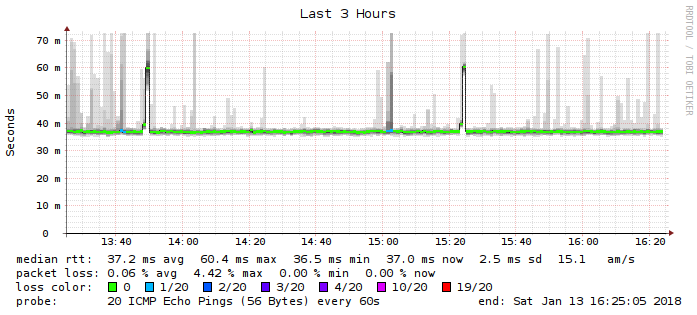 Last 3 Hours
RRDTOOL / TOBI OETIKER
Seconds
70 m
60 m
50 m
40 m
30 m
20 m
10 m
0
13:40 14:00 14:20 14:40 15:00 15:20 15:40 16:00 16:20
median rtt: 37.2 ms avg 60.4 ms max 36.5 ms min 37.0 ms now 2.5 ms sd 15.1 am/s
packet loss: 0.06 % avg 4.42 % max 0.00 % min 0.00 % now
loss color: 0 1/20 2/20 3/20 4/20 10/20 19/20
probe: 20 ICMP Echo Pings (56 Bytes) every 60s end: Sat Jan 13 16:25:05 2018